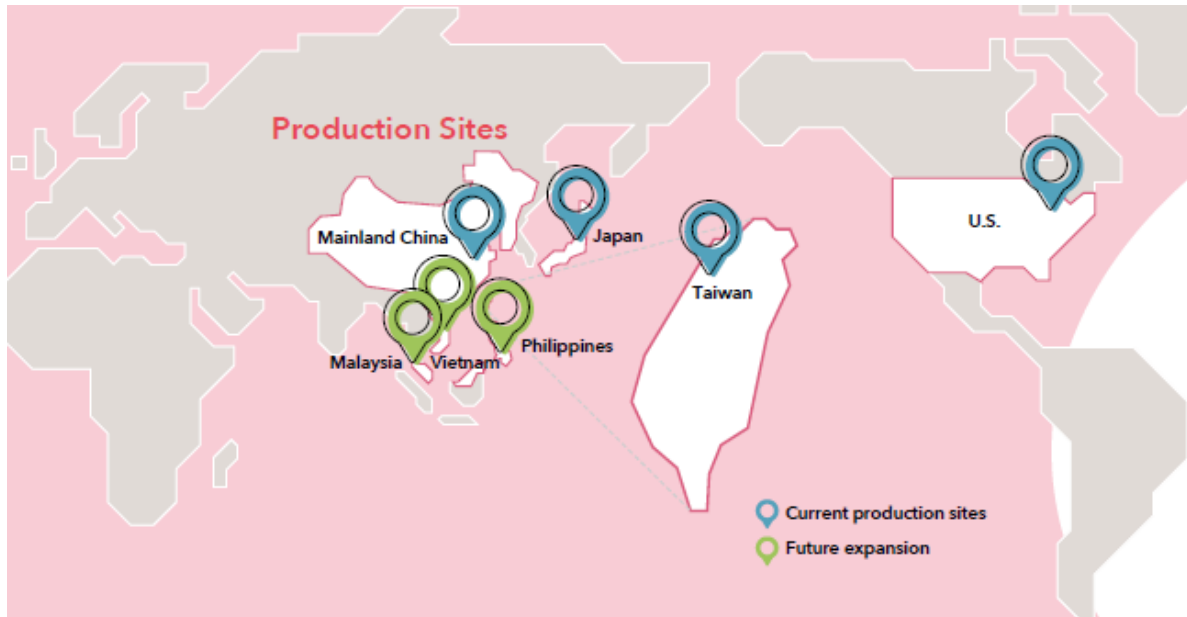 Production Sites
Mainland China
Japan
U.S.
Taiwan
Malaysia
Vietnam
Philippines
Current production sites
Future expansion